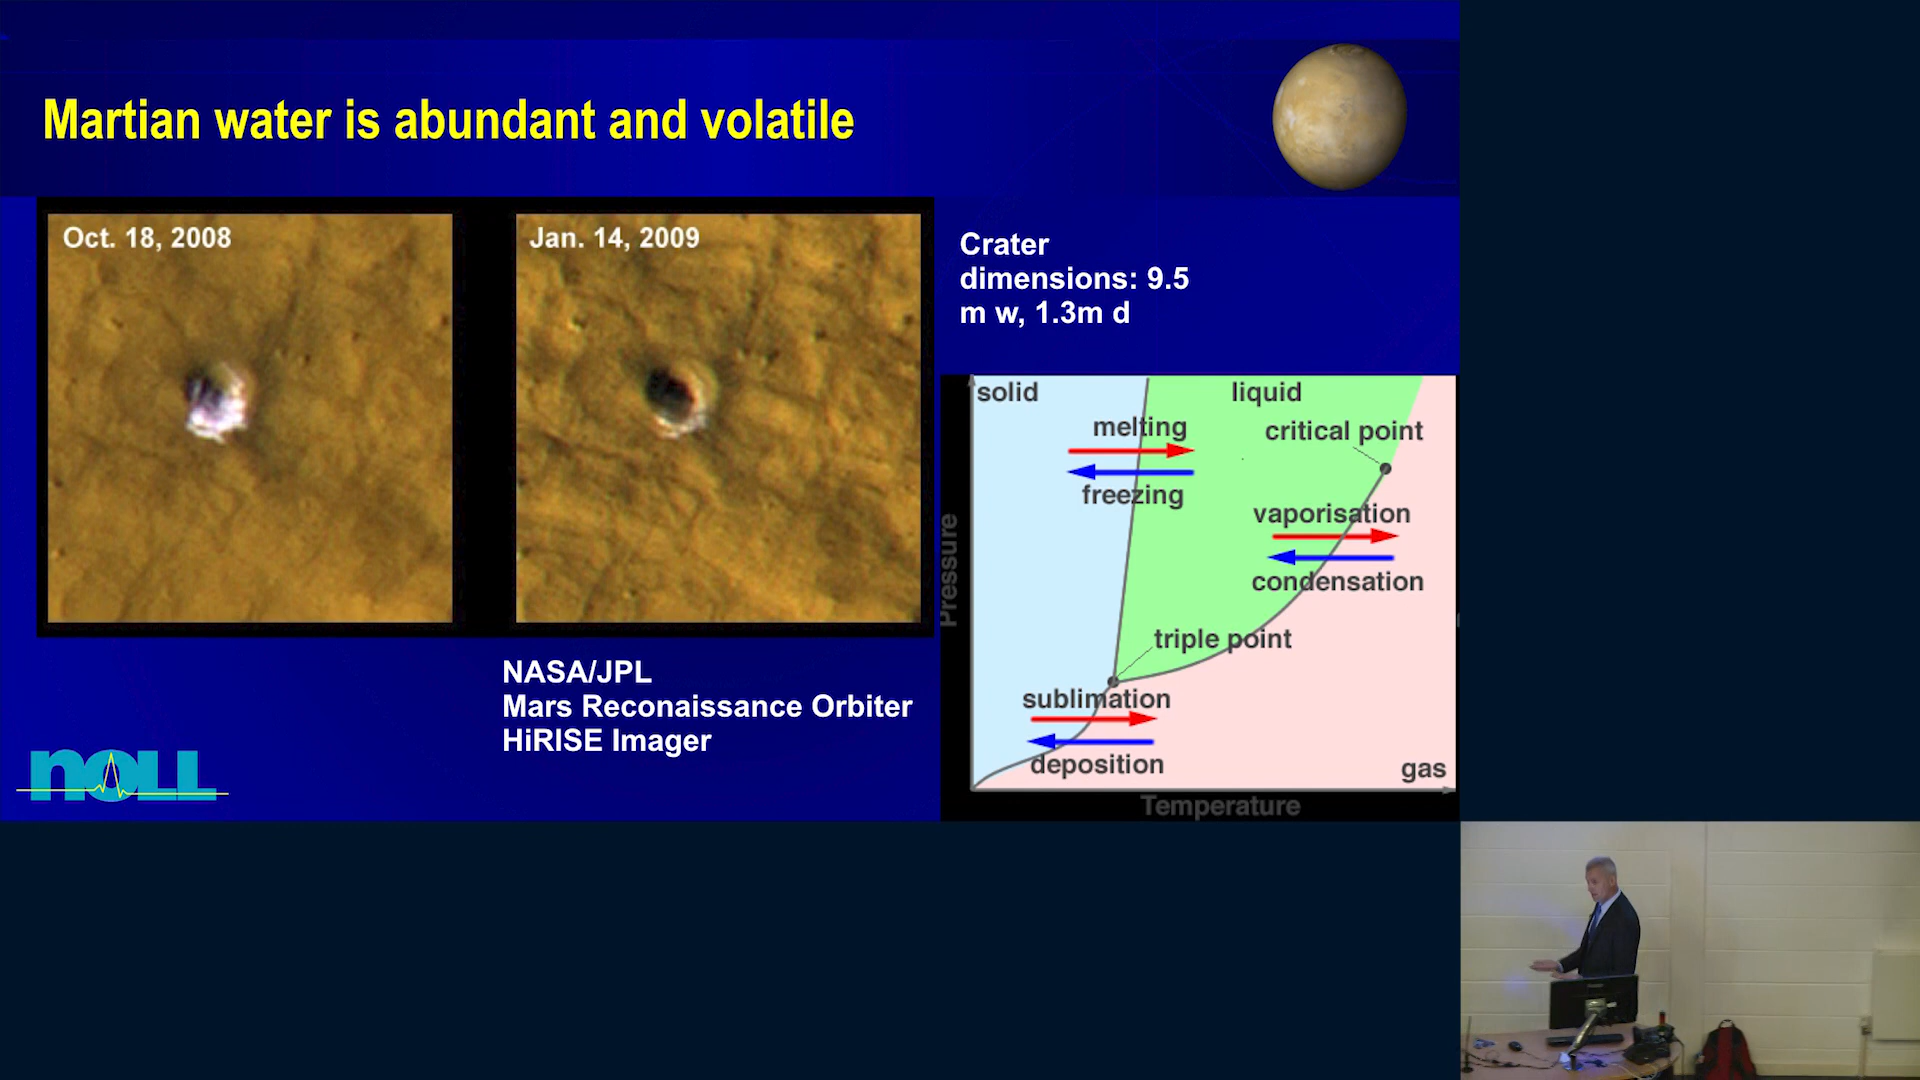 Martian water is abundant and volatile
Oct. 18, 2008
Jan. 14, 2009
Crater
dimensions: 9.5
m w, 1.3m d
NASA/JPL
Mars Reconaissance Orbiter
HiRISE Imager
noLL
solid
liquid
melting
critical point
freezing
vaporisation
condensation
Pressure
triple point
sublimation
deposition
gas
Temperature